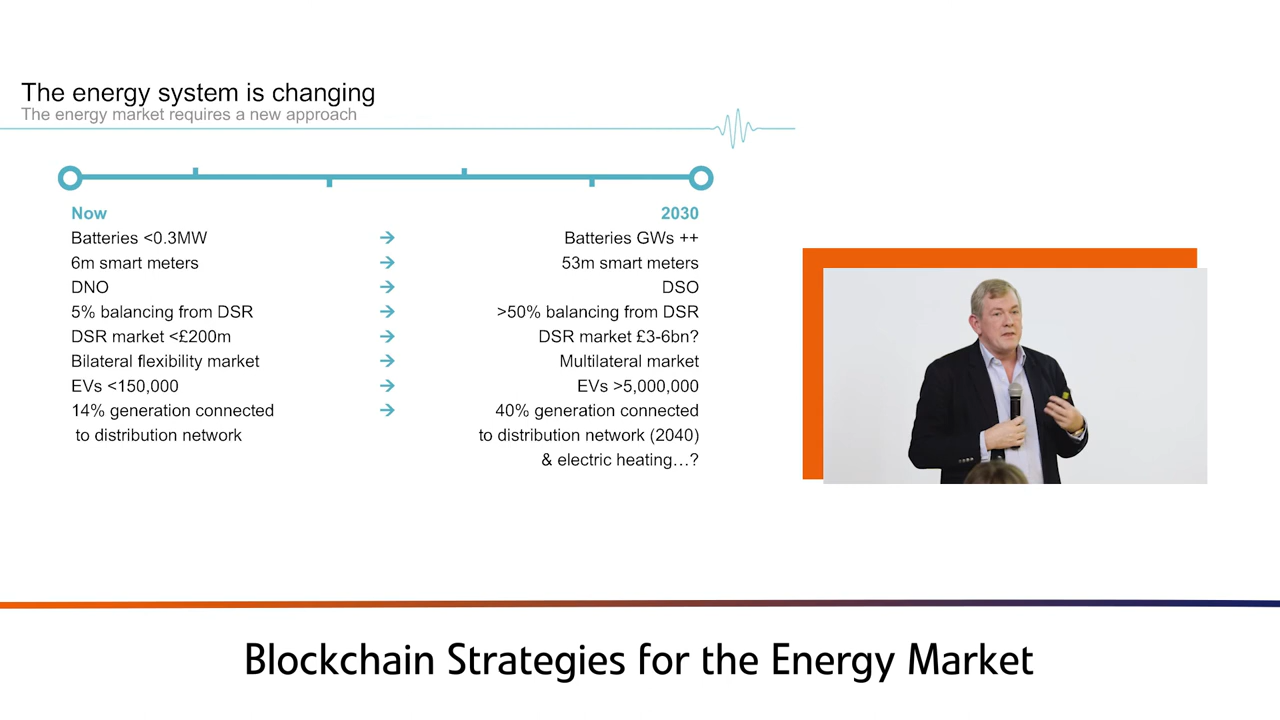 The energy system is changing
The energy market requires a new approach
Now 2030
Batteries <0.3MW → Batteries GWs ++
6m smart meters → 53m smart meters
DNO → DSO
5% balancing from DSR → >50% balancing from DSR
DSR market <£200m → DSR market £3-6bn?
Bilateral flexibility market → Multilateral market
EVs <150,000 → EVs >5,000,000
14% generation connected → 40% generation connected
to distribution network to distribution network (2040)
& electric heating...?
Blockchain Strategies for the Energy Market